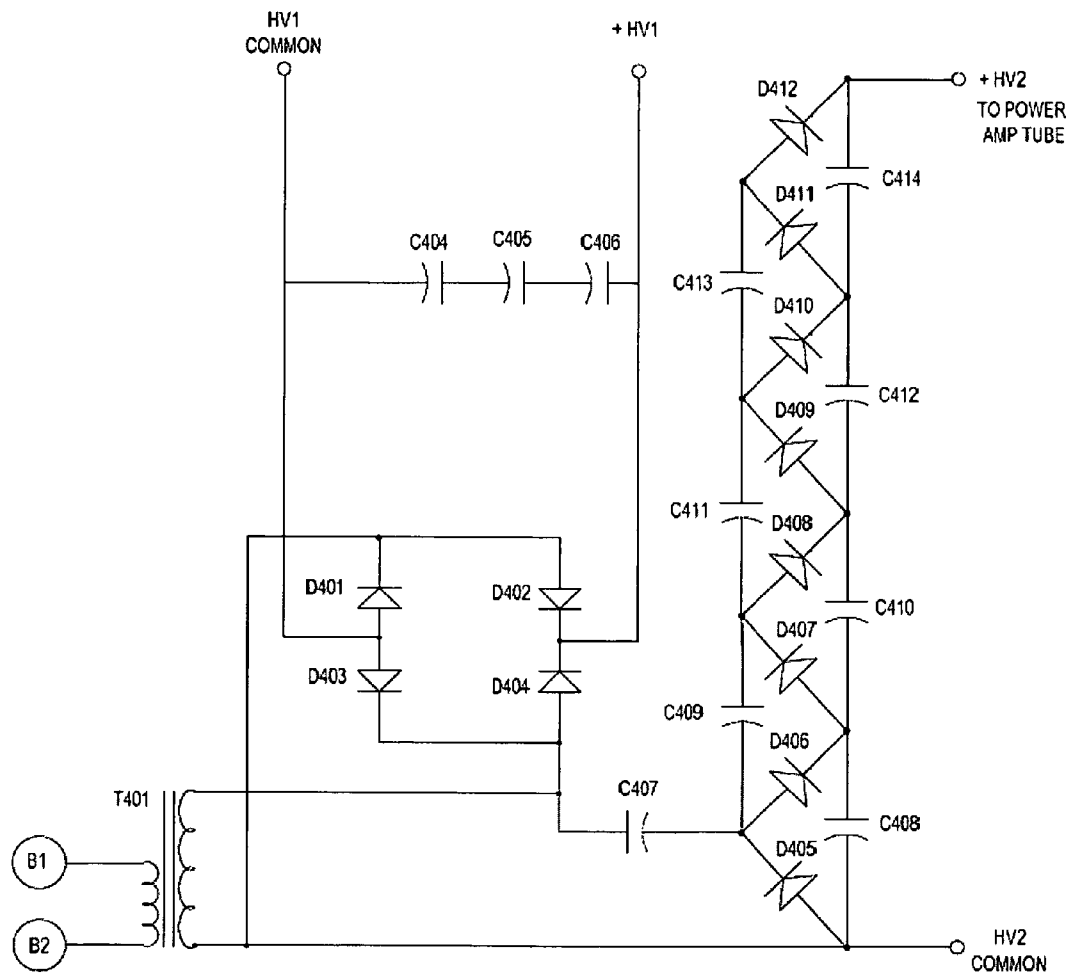 HV1
COMMON
+ HV1
+ HV2
TO POWER
AMP TUBE
D412
C414
D411
C404
C405
C406
C413
D410
C412
D409
C411
D408
D401
D402
C410
D407
D403
D404
C409
D406
T401
C407
C408
D405
B1
B2
HV2
COMMON